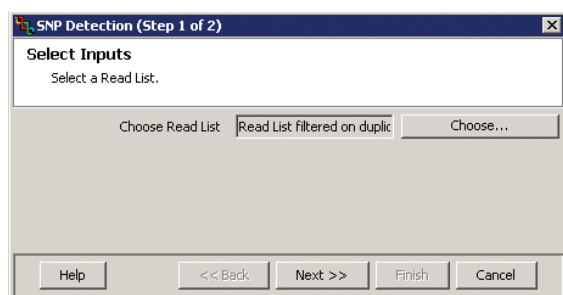 SNP Detection (Step 1 of 2)
Select Inputs
Select a Read List.
Choose Read List Read List filtered on duplic Choose...
Help << Back Next >> Finish Cancel